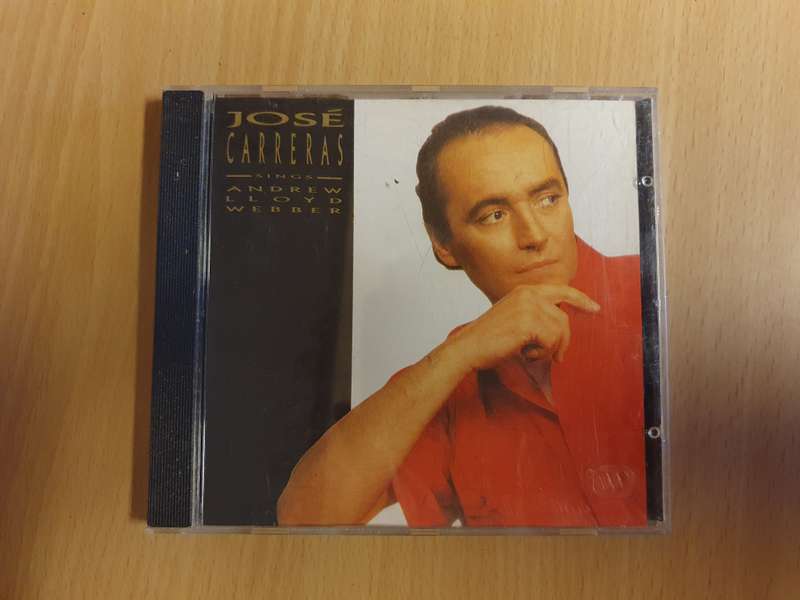 JOSÉ
CARRERAS
SINGS
ANDREW
LLOYD
WEBBER